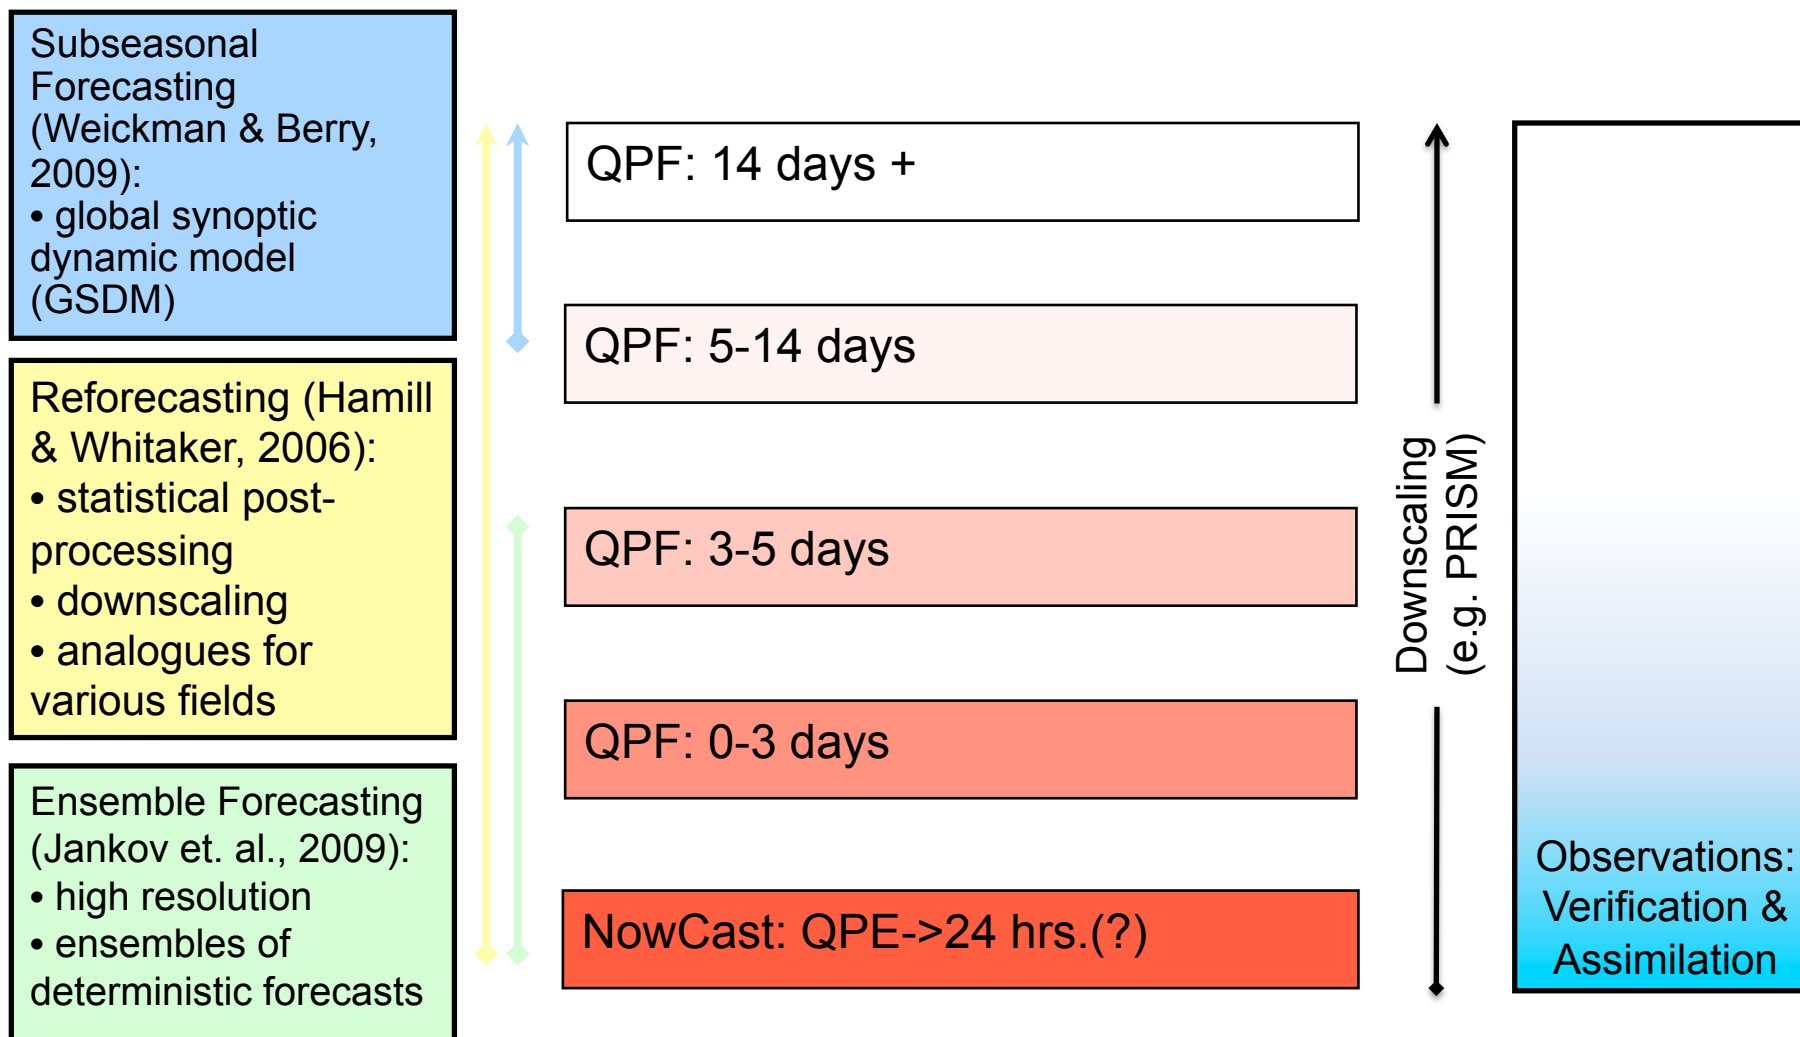 Subseasonal
Forecasting
(Weickman & Berry,
2009):
• global synoptic
dynamic model
(GSDM)
Reforecasting (Hamill
& Whitaker, 2006):
• statistical post-
processing
• downscaling
• analogues for
various fields
Ensemble Forecasting
(Jankov et. al., 2009):
• high resolution
• ensembles of
deterministic forecasts
QPF: 14 days +
QPF: 5-14 days
QPF: 3-5 days
QPF: 0-3 days
NowCast: QPE->24 hrs.(?)
Downscaling
(e.g. PRISM)
Observations:
Verification &
Assimilation